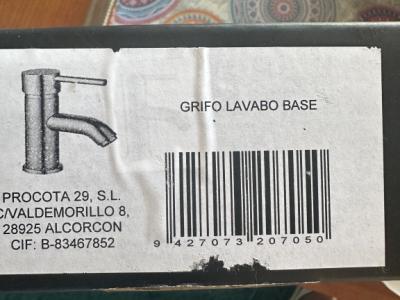 GRIFO LAVABO BASE
PROCOTA 29, S.L.
C/VALDEMORILLO 8,
28925 ALCORCON
CIF: B-83467852
9 427073 207050